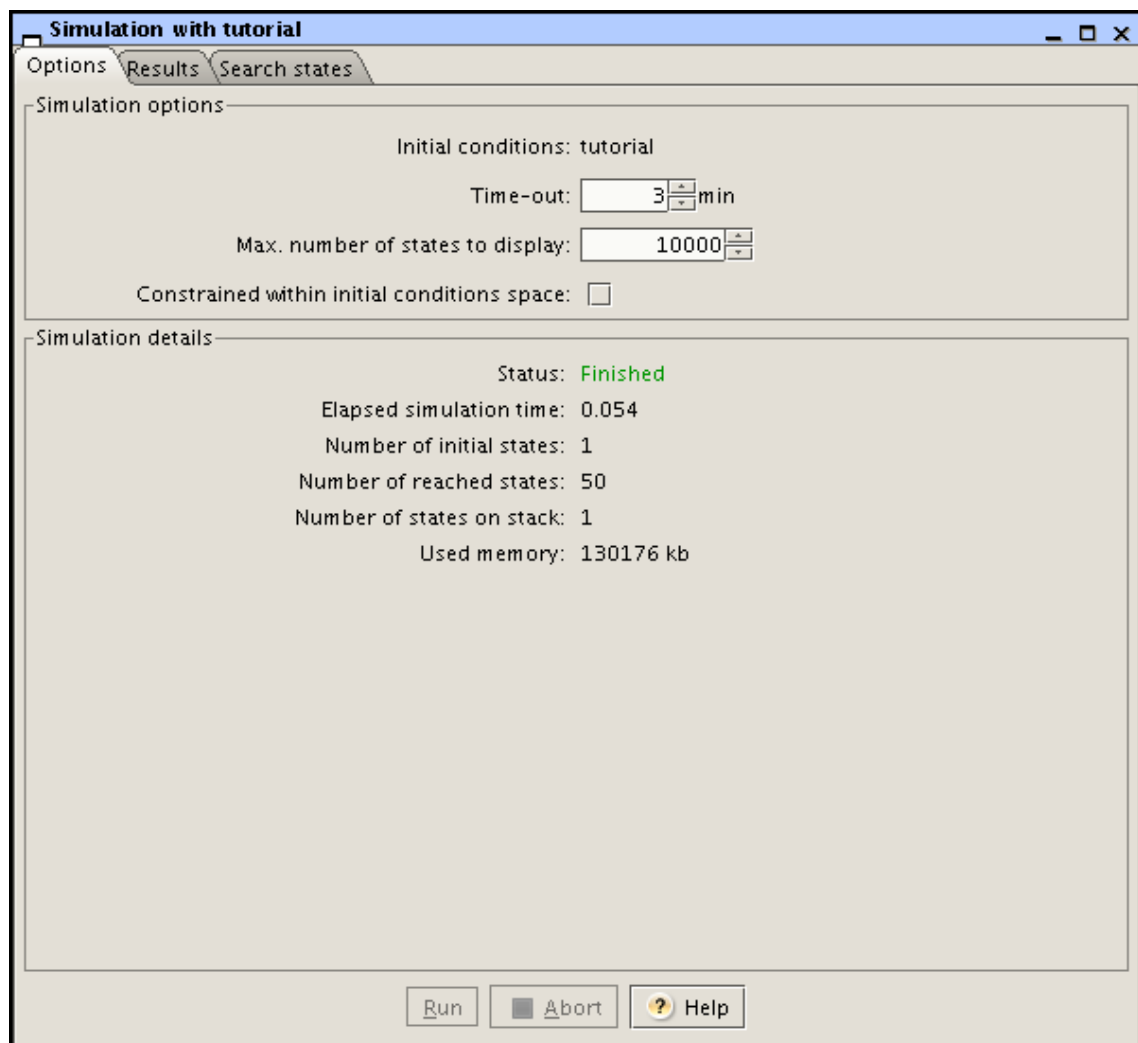 Simulation with tutorial
Options Results Search states
Simulation options
Initial conditions: tutorial
Time-out: 3 min
Max. number of states to display: 10000
Constrained within initial conditions space:
Simulation details
Status: Finished
Elapsed simulation time: 0.054
Number of initial states: 1
Number of reached states: 50
Number of states on stack: 1
Used memory: 130176 kb
Run Abort ? Help